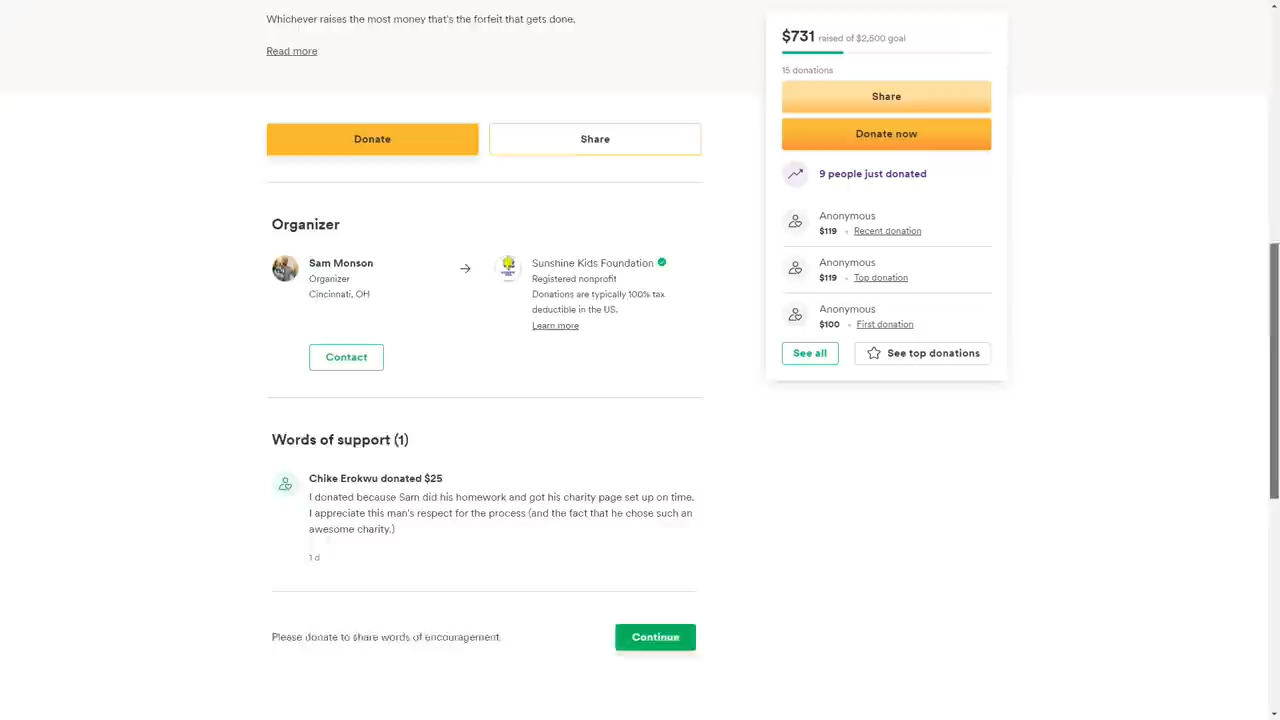 Whichever raises the most money that's the forfeit that gets done.
Read more
Donate
Share
Organizer
Sam Monson
Organizer
Cincinnati, OH
Contact
Sunshine Kids Foundation
Registered nonprofit
Donations are typically 100% tax
deductible in the US.
Learn more
Words of support (1)
Chike Erokwu donated $25
I donated because Sam did his homework and got his charity page set up on time.
I appreciate this man's respect for the process (and the fact that he chose such an
awesome charity.)
1 d
Please donate to share words of encouragement.
Continue
$731 raised of $2,500 goal
15 donations
Share
Donate now
9 people just donated
Anonymous
$119 • Recent donation
Anonymous
$119 • Top donation
Anonymous
$100 • First donation
See all
See top donations